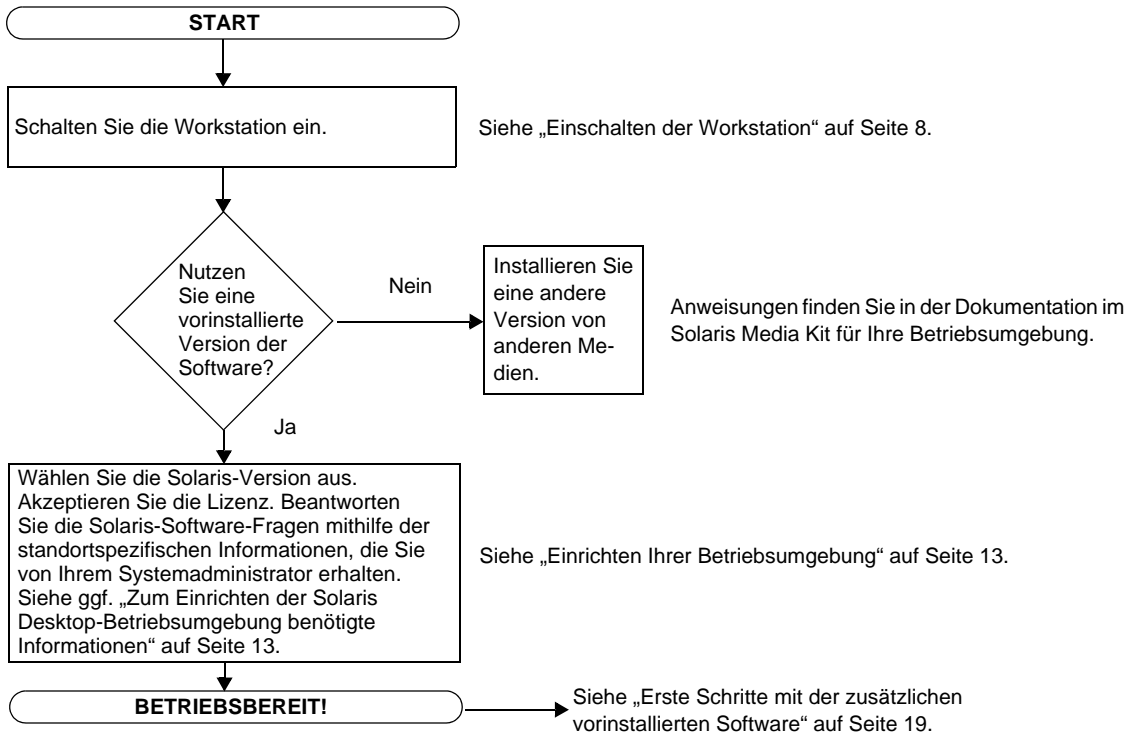 START
Schalten Sie die Workstation ein.
Siehe „Einschalten der Workstation“ auf Seite 8.
Nutzen
Sie eine
vorinstallierte
Version der
Software?
Nein
Installieren Sie
eine andere
Version von
anderen Me-
dien.
Anweisungen finden Sie in der Dokumentation im
Solaris Media Kit für Ihre Betriebsumgebung.
Ja
Wählen Sie die Solaris-Version aus.
Akzeptieren Sie die Lizenz. Beantworten
Sie die Solaris-Software-Fragen mithilfe der
standortspezifischen Informationen, die Sie
von Ihrem Systemadministrator erhalten.
Siehe ggf. „Zum Einrichten der Solaris
Desktop-Betriebsumgebung benötigte
Informationen“ auf Seite 13.
Siehe „Einrichten Ihrer Betriebsumgebung“ auf Seite 13.
BETRIEBSBEREIT!
Siehe „Erste Schritte mit der zusätzlichen
vorinstallierten Software“ auf Seite 19.